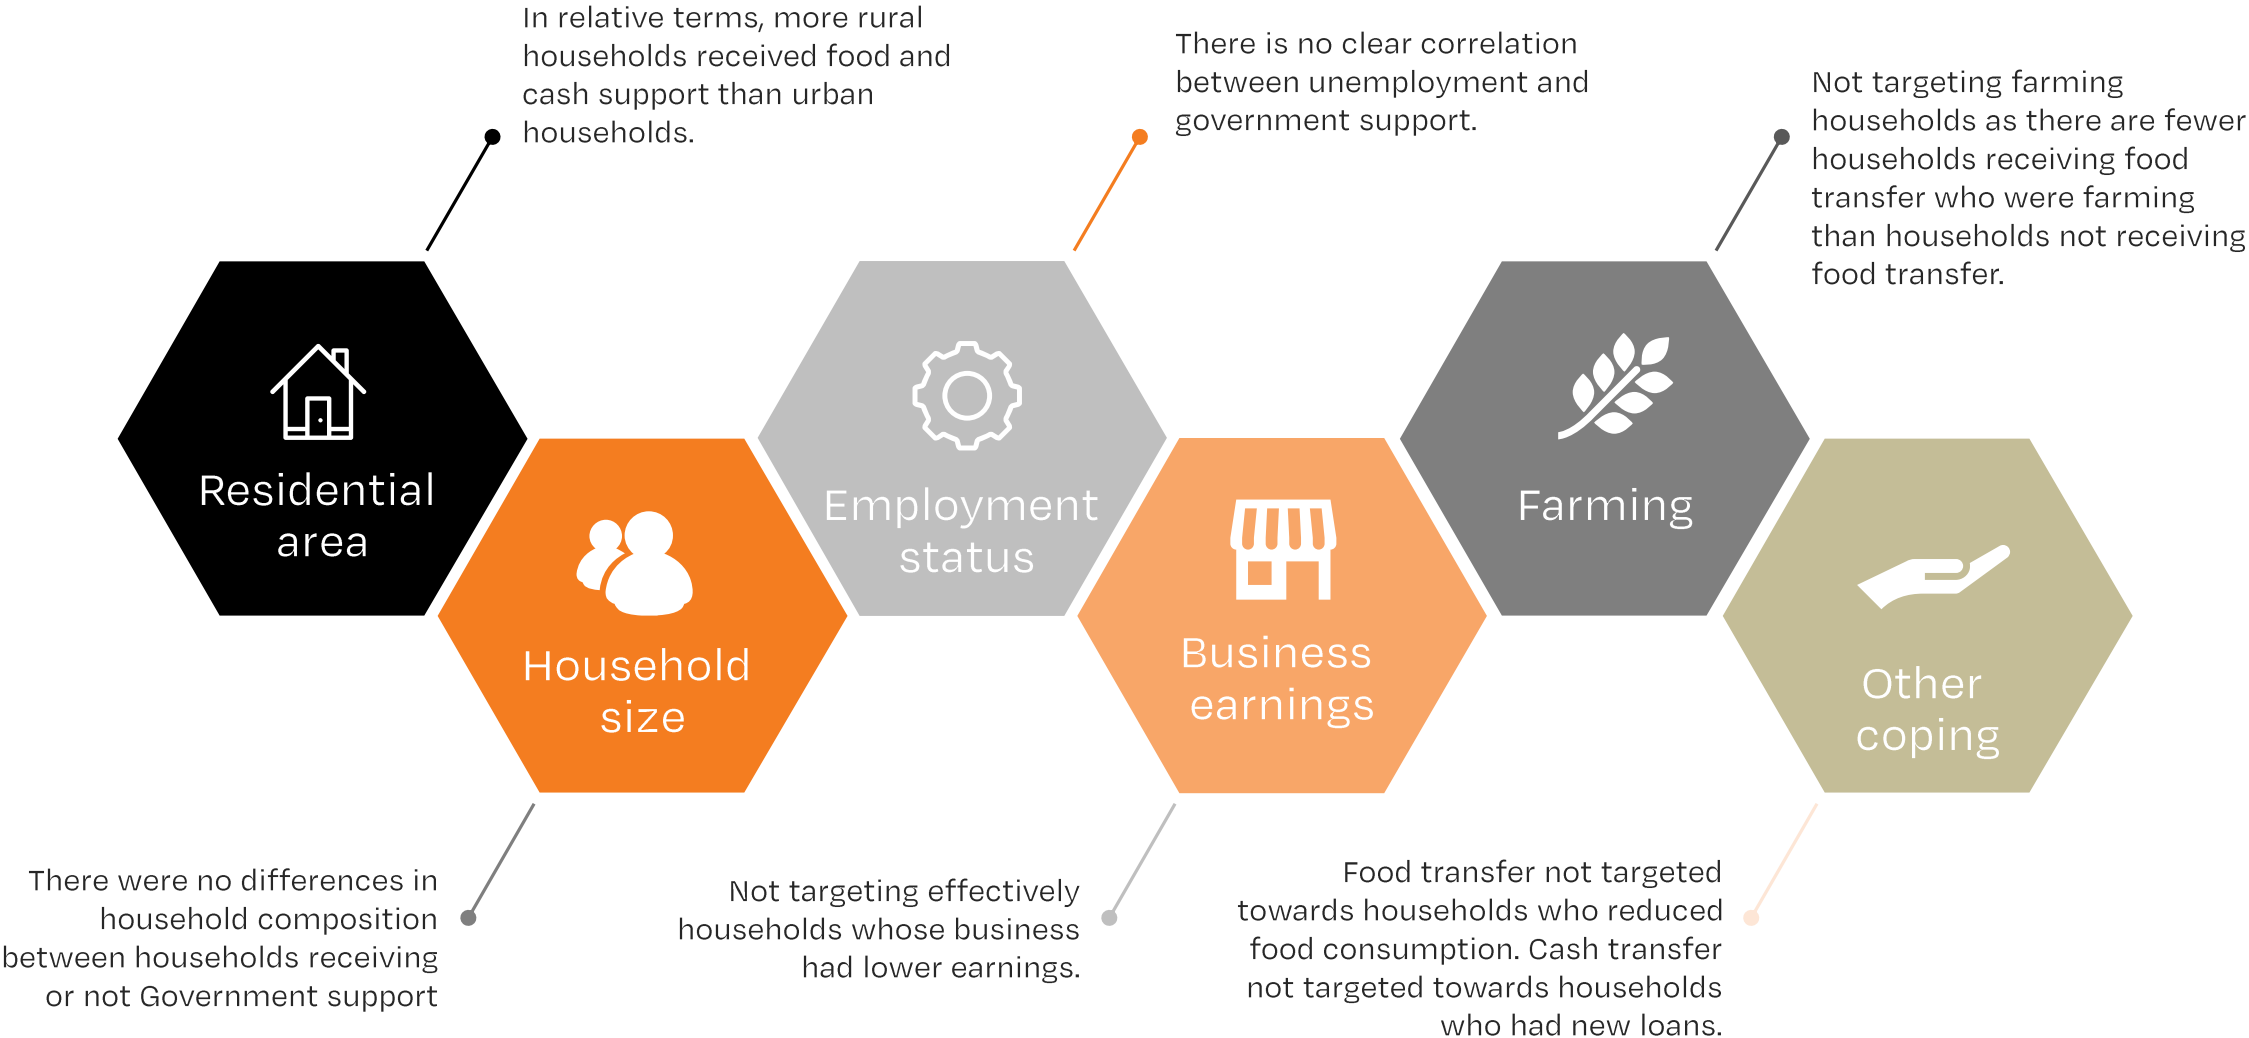 In relative terms, more rural
households received food and
cash support than urban
households.
There is no clear correlation
between unemployment and
government support.
Not targeting farming
households as there are fewer
households receiving food
transfer who were farming
than households not receiving
food transfer.
Residential
area
Household
size
Employment
status
Business
earnings
Farming
Other
coping
There were no differences in
household composition
between households receiving
or not Government support
Not targeting effectively
households whose business
had lower earnings.
Food transfer not targeted
towards households who reduced
food consumption. Cash transfer
not targeted towards households
who had new loans.